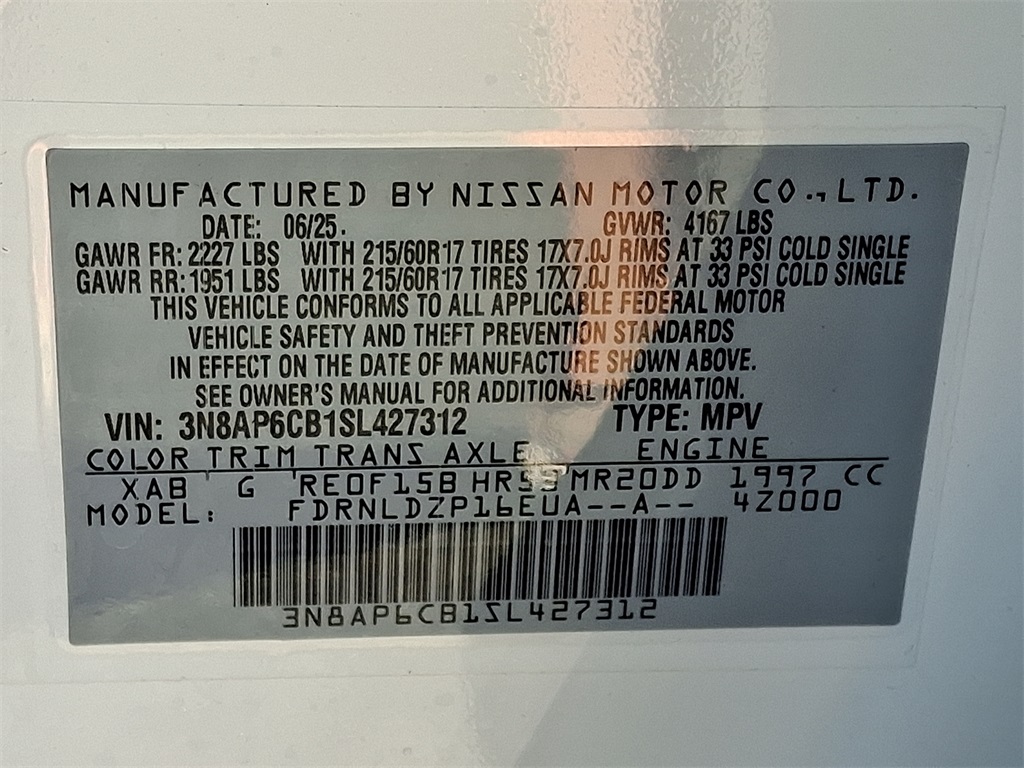 MANUFACTURED BY NISSAN MOTOR CO., LTD.
DATE: 06/25. GVWR: 4167 LBS
GAWR FR: 2227 LBS WITH 215/60R17 TIRES 17X7.0J RIMS AT 33 PSI COLD SINGLE
GAWR RR: 1951 LBS WITH 215/60R17 TIRES 17X7.0J RIMS AT 33 PSI COLD SINGLE
THIS VEHICLE CONFORMS TO ALL APPLICABLE FEDERAL MOTOR
VEHICLE SAFETY AND THEFT PREVENTION STANDARDS
IN EFFECT ON THE DATE OF MANUFACTURE SHOWN ABOVE.
SEE OWNER'S MANUAL FOR ADDITIONAL INFORMATION.
VIN: 3N8AP6CB1SL427312 TYPE: MPV
COLOR TRIM TRANS AXLE ENGINE
XAB G RE0F15B MR20DD 1997 CC
MODEL: FDRNLDZP16EUA--A-- 4Z000
3N8AP6CB1SL427312